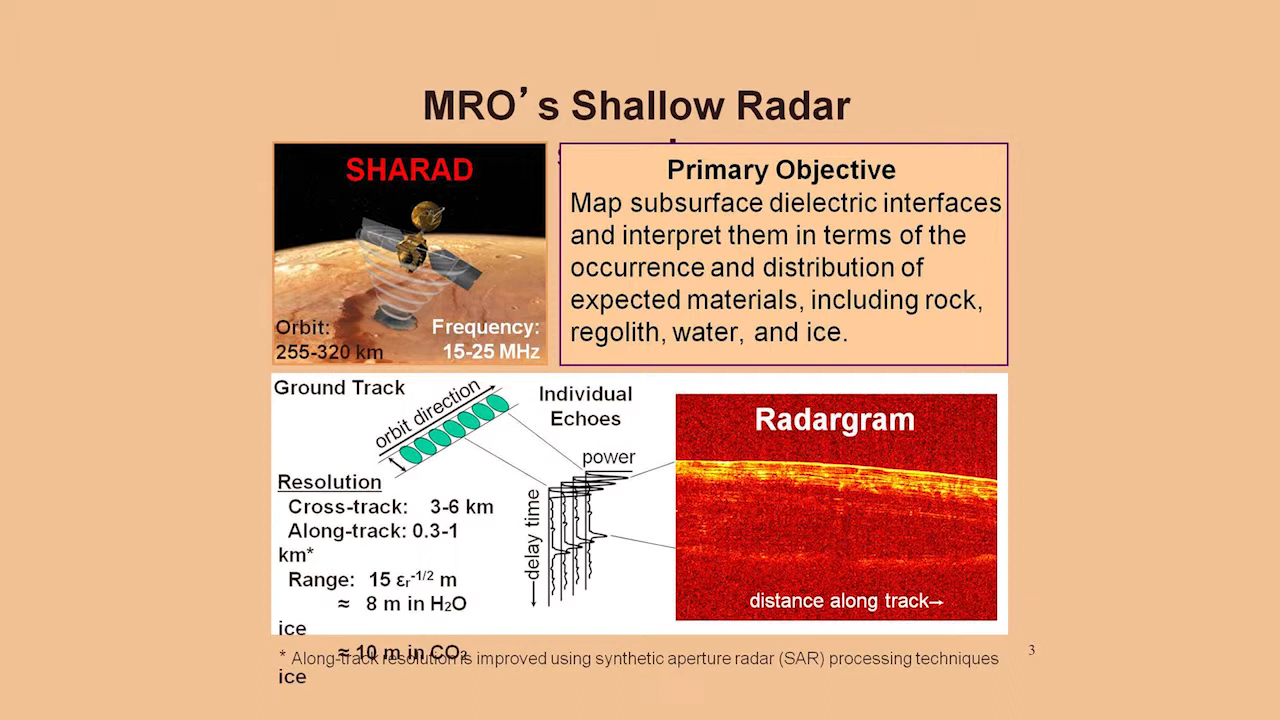 MRO’s Shallow Radar
SHARAD
Orbit:
255-320 km
Frequency:
15-25 MHz
Primary Objective
Map subsurface dielectric interfaces
and interpret them in terms of the
occurrence and distribution of
expected materials, including rock,
regolith, water, and ice.
Ground Track
orbit direction
Individual
Echoes
power
delay time
Radargram
distance along track→
Resolution
Cross-track: 3-6 km
Along-track: 0.3-1
km*
Range: 15 εr-1/2 m
≈ 8 m in H2O
ice
≈ 10 m in CO2
ice
* Along-track resolution is improved using synthetic aperture radar (SAR) processing techniques
3